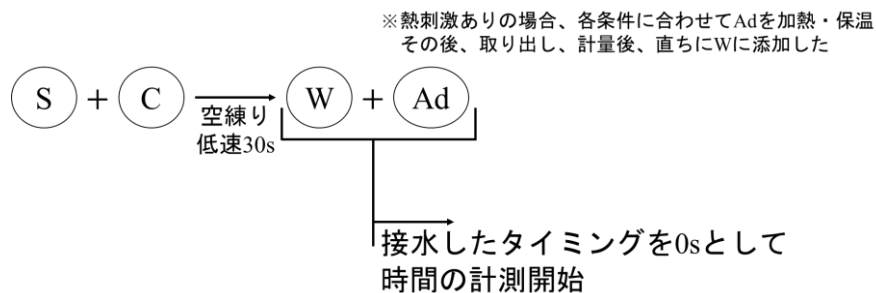 ※熱刺激ありの場合、各条件に合わせてAdを加熱・保温
その後、取り出し、計量後、直ちにWに添加した
S + C W + Ad
空練り
低速30s
接水したタイミングを0sとして
時間の計測開始